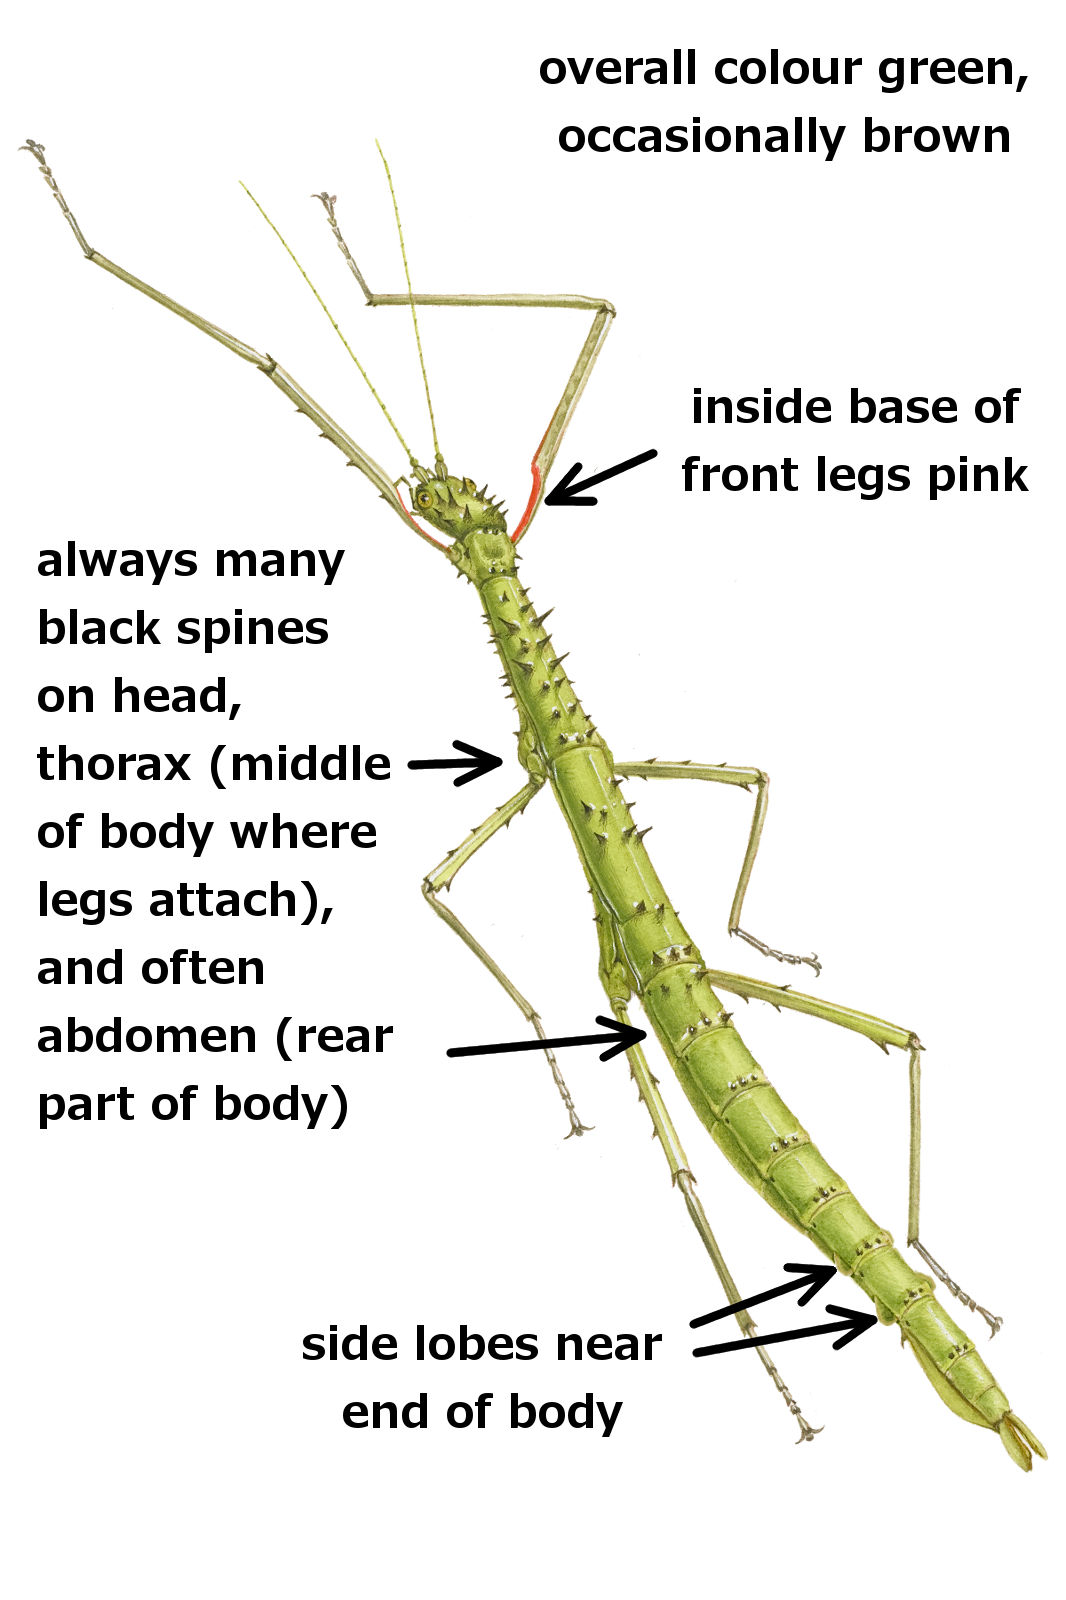 overall colour green,
occasionally brown
inside base of
front legs pink
always many
black spines
on head,
thorax (middle
of body where
legs attach),
and often
abdomen (rear
part of body)
side lobes near
end of body